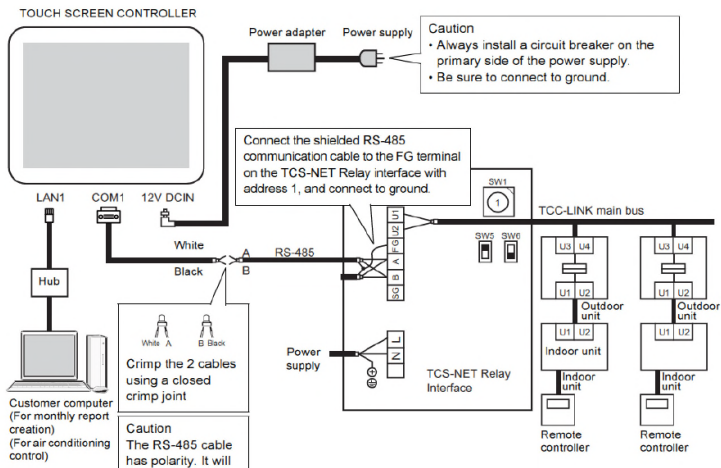 TOUCH SCREEN CONTROLLER
Power adapter
Power supply
Caution
• Always install a circuit breaker on the
primary side of the power supply.
• Be sure to connect to ground.
Connect the shielded RS-485
communication cable to the FG terminal
on the TCS-NET Relay interface with
address 1, and connect to ground.
LAN1
COM1
12V DCIN
SW1
1
U1
U2
FG
A
B
SG
SW5
SW6
TCC-LINK main bus
White
Black
A
B
RS-485
Hub
White A
B Black
Crimp the 2 cables
using a closed
crimp joint
Caution
The RS-485 cable
has polarity. It will
Power
supply
L
N
TCS-NET Relay
Interface
U3 U4
U1 U2
Outdoor
unit
U1 U2
Indoor unit
Indoor
unit
Remote
controller
U3 U4
U1 U2
Outdoor
unit
U1 U2
Indoor
unit
Remote
controller
Customer computer
(For monthly report
creation)
(For air conditioning
control)